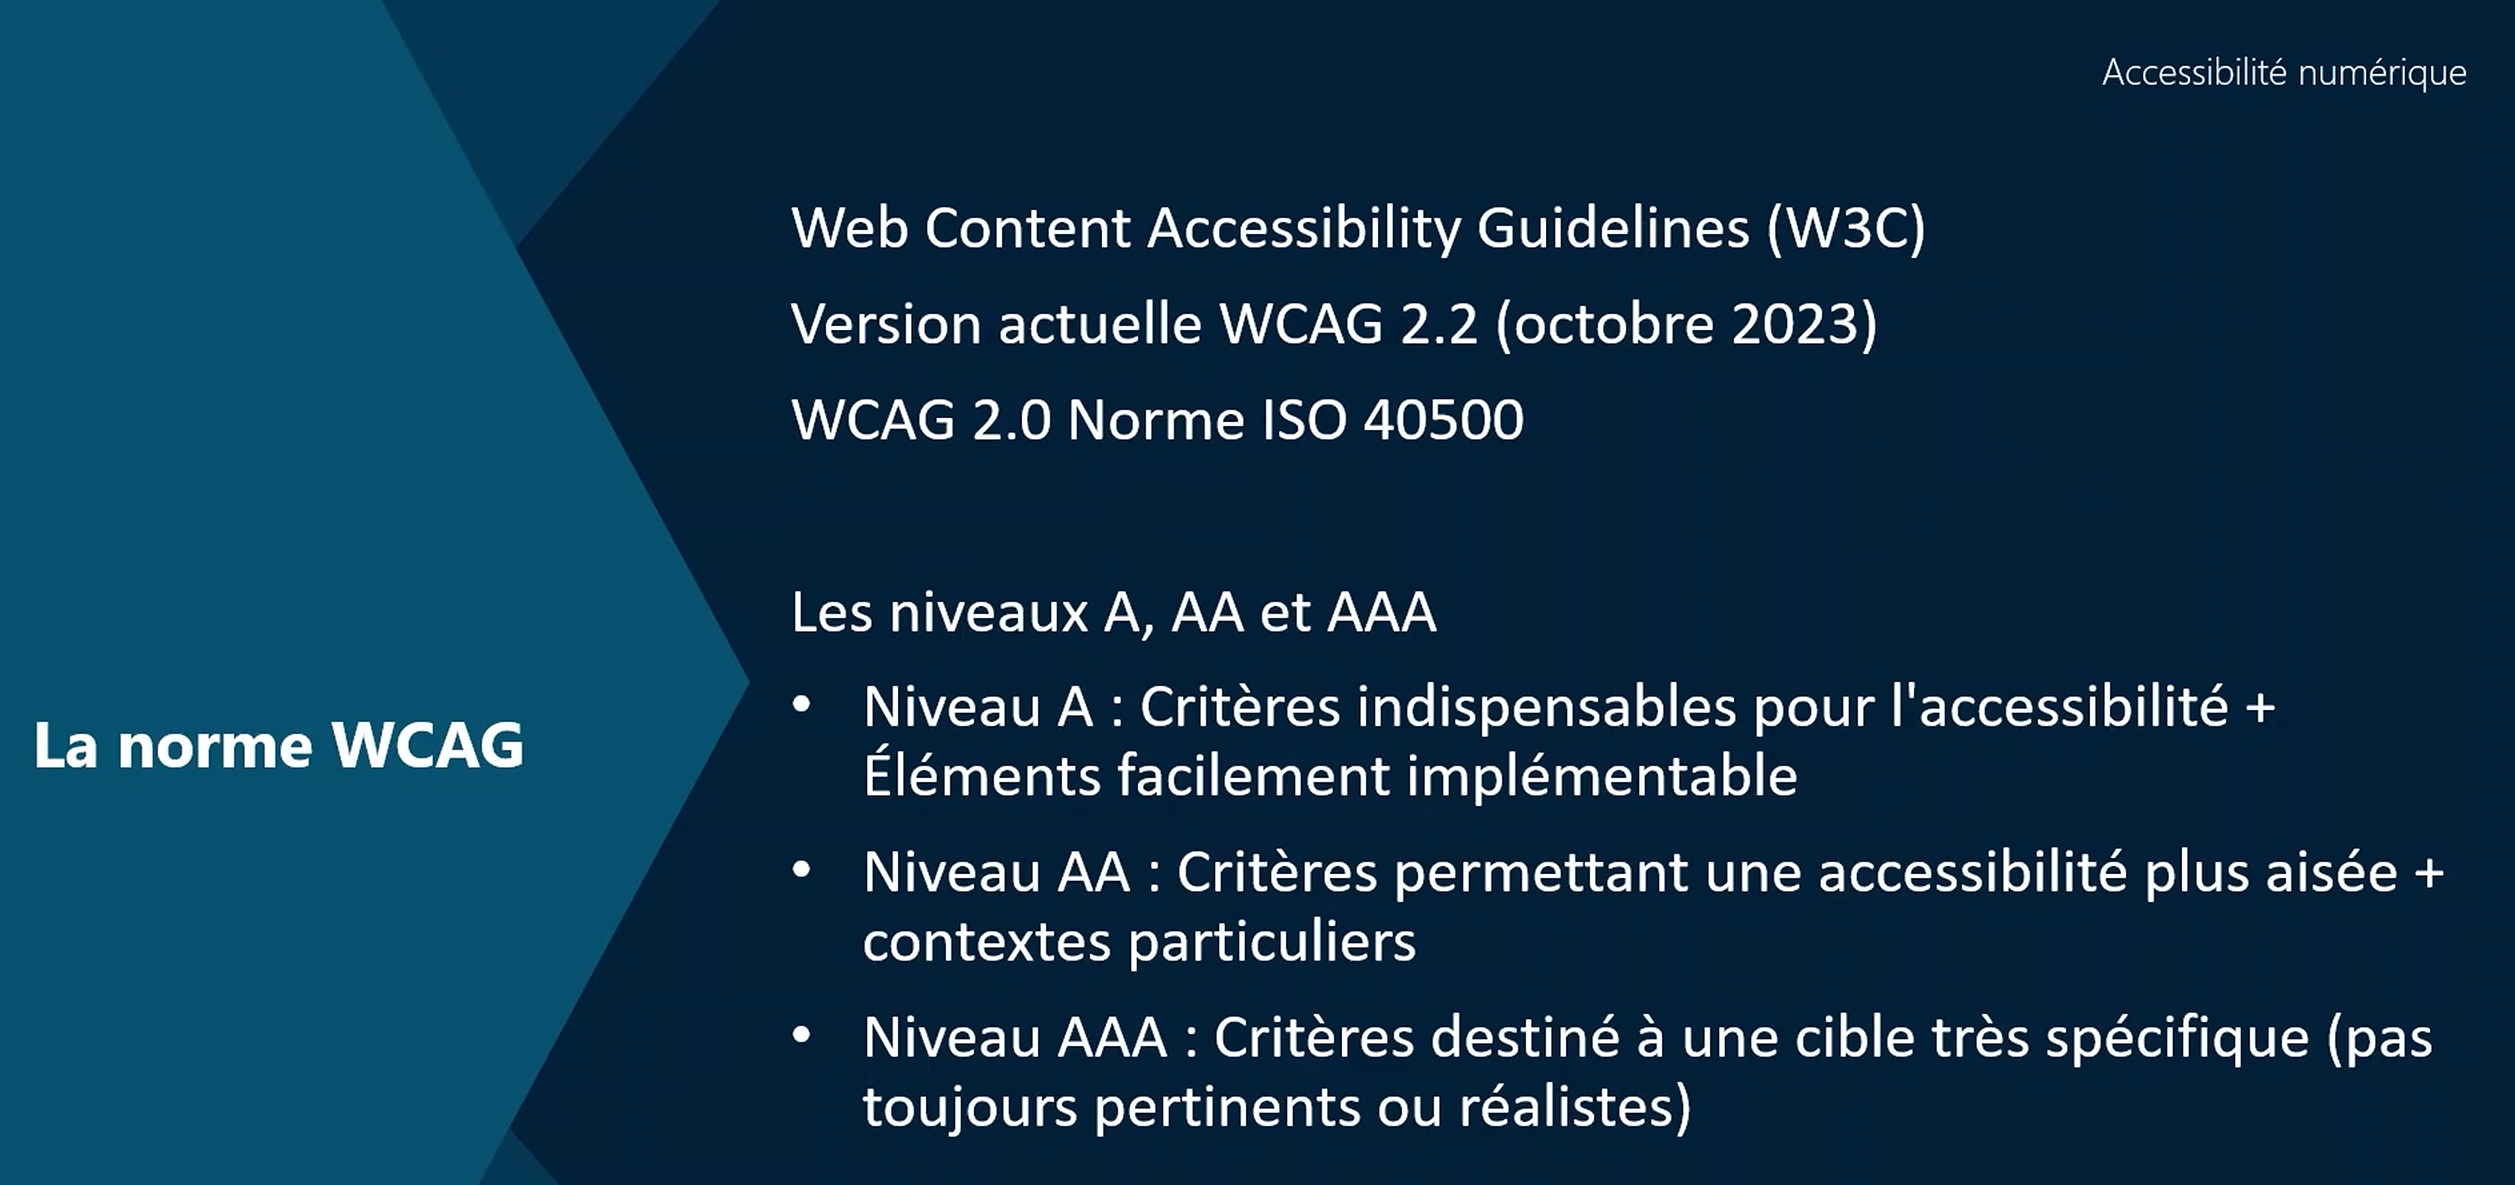 Accessibilité numérique
La norme WCAG
Web Content Accessibility Guidelines (W3C)
Version actuelle WCAG 2.2 (octobre 2023)
WCAG 2.0 Norme ISO 40500
Les niveaux A, AA et AAA
• Niveau A : Critères indispensables pour l'accessibilité +
Éléments facilement implémentable
• Niveau AA : Critères permettant une accessibilité plus aisée +
contextes particuliers
• Niveau AAA : Critères destiné à une cible très spécifique (pas
toujours pertinents ou réalistes)